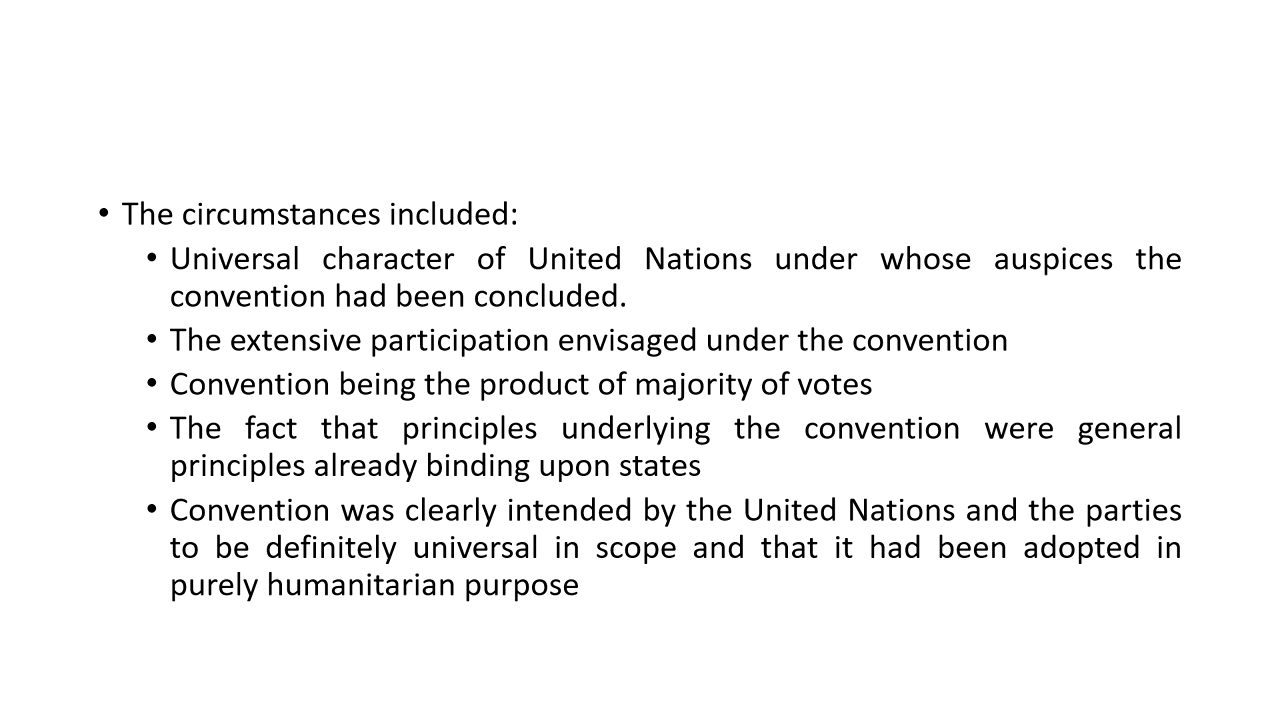 • The circumstances included:
• Universal character of United Nations under whose auspices the
convention had been concluded.
• The extensive participation envisaged under the convention
• Convention being the product of majority of votes
• The fact that principles underlying the convention were general
principles already binding upon states
• Convention was clearly intended by the United Nations and the parties
to be definitely universal in scope and that it had been adopted in
purely humanitarian purpose